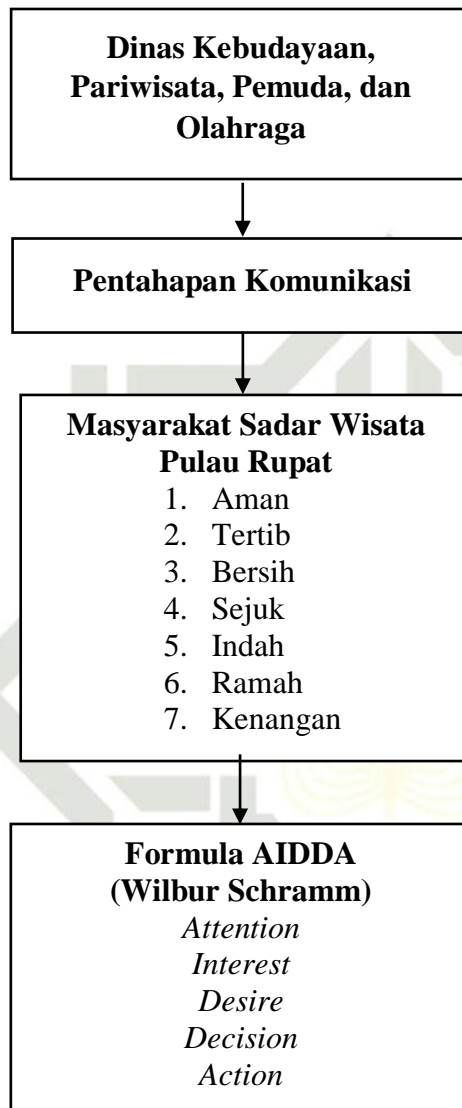 Dinas Kebudayaan,
Pariwisata, Pemuda, dan
Olahraga
Pentahapan Komunikasi
Masyarakat Sadar Wisata
Pulau Rupat
1. Aman
2. Tertib
3. Bersih
4. Sejuk
5. Indah
6. Ramah
7. Kenangan
Formula AIDDA
(Wilbur Schramm)
Attention
Interest
Desire
Decision
Action